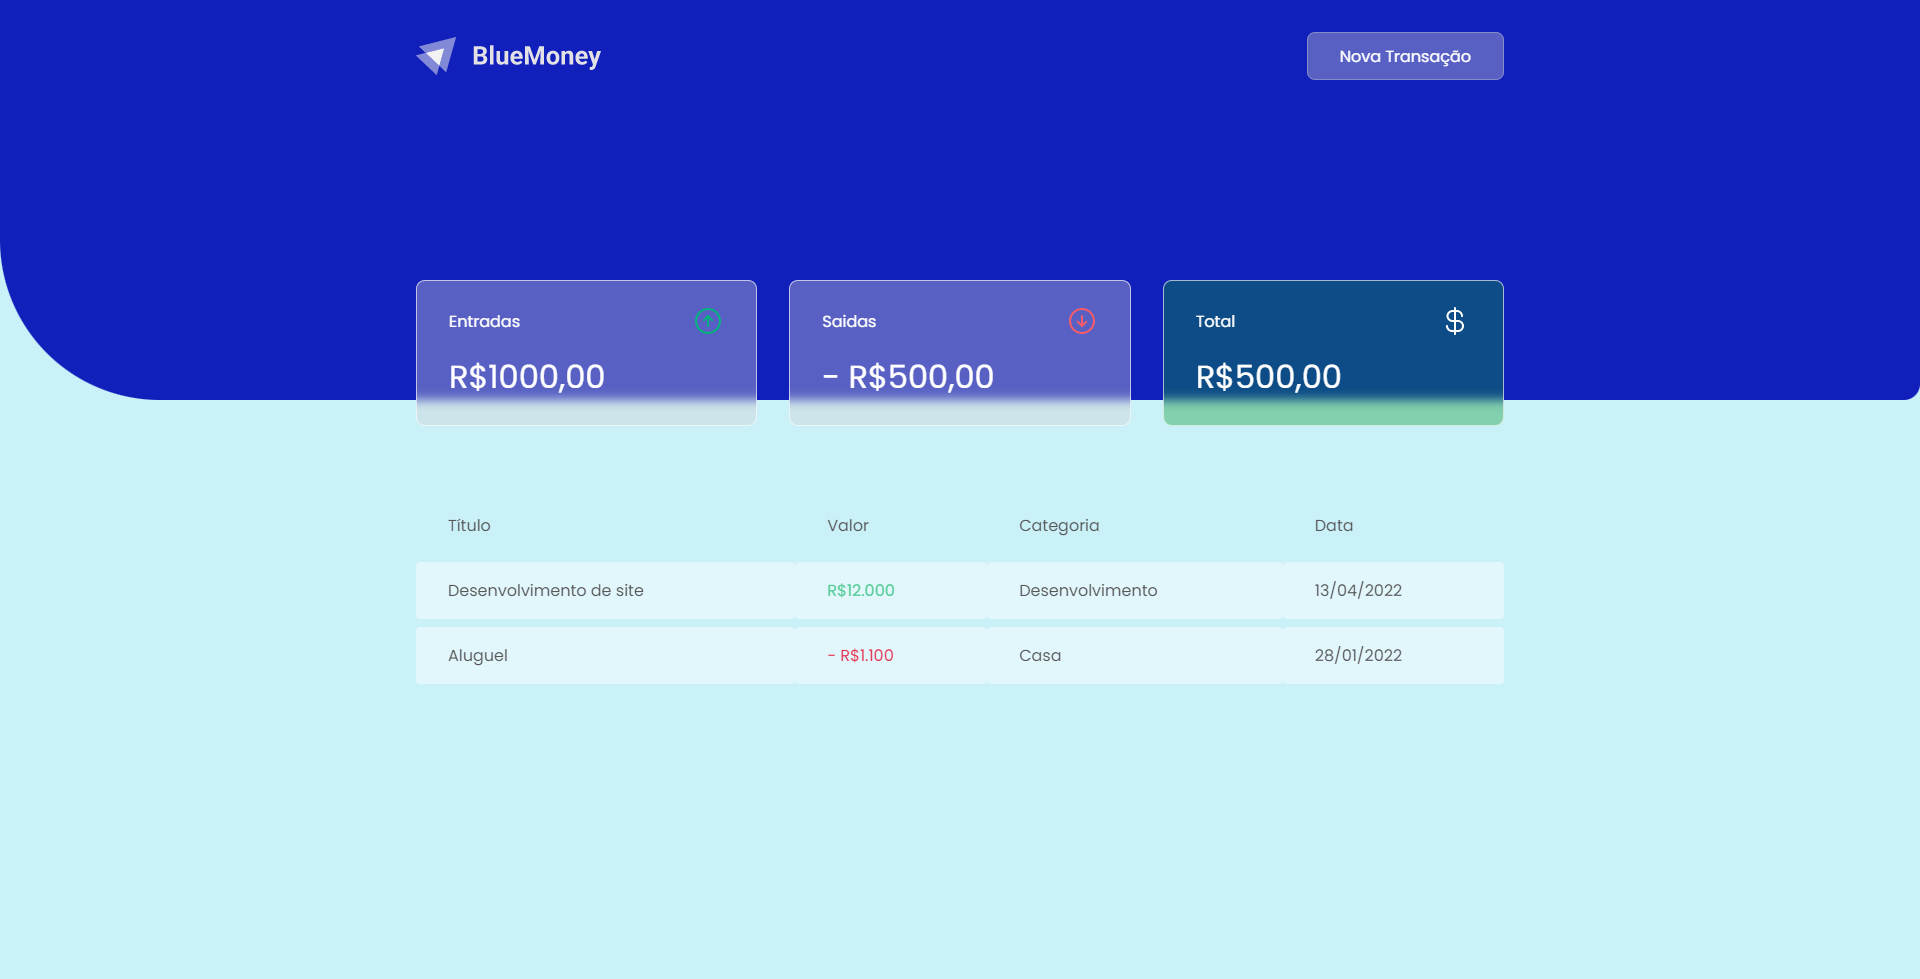 BlueMoney
Nova Transação
Entradas
R$1000,00
Saidas
- R$500,00
Total
$
R$500,00
Título Valor Categoria Data
Desenvolvimento de site R$12.000 Desenvolvimento 13/04/2022
Aluguel - R$1.100 Casa 28/01/2022